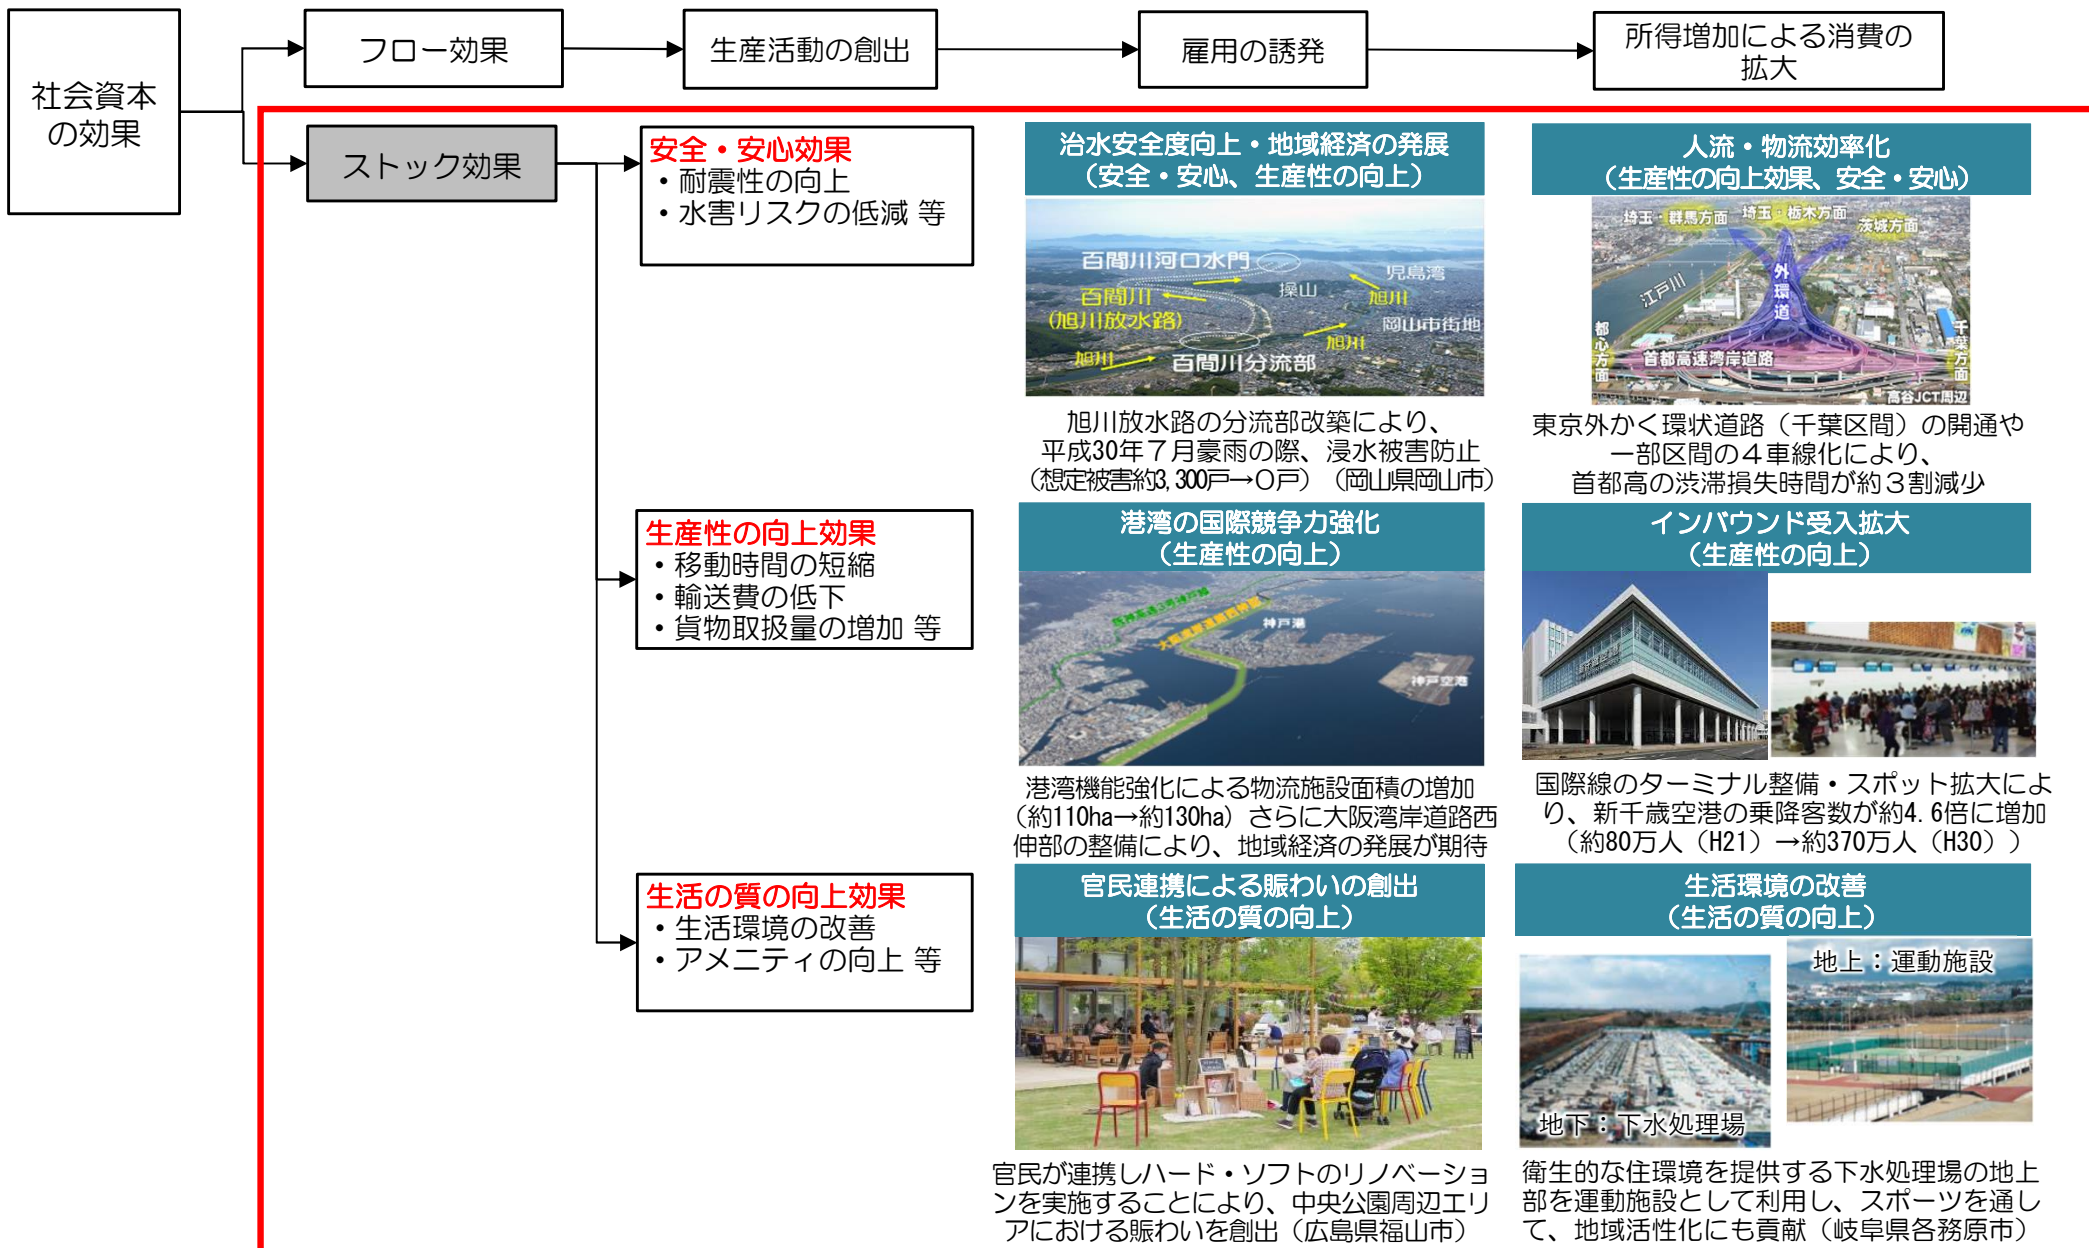 社会資本
の効果
フロー効果
生産活動の創出
雇用の誘発
所得増加による消費の
拡大
ストック効果
安全・安心効果
・耐震性の向上
・水害リスクの低減 等
生産性の向上効果
・移動時間の短縮
・輸送費の低下
・貨物取扱量の増加 等
生活の質の向上効果
・生活環境の改善
・アメニティの向上 等
治水安全度向上・地域経済の発展
（安全・安心、生産性の向上）
百間川河口水門
児島湾
操山
百間川
(旭川放水路)
旭川
岡山市街地
旭川
旭川
百間川分流部
旭川放水路の分流部改築により、
平成30年７月豪雨の際、浸水被害防止
（想定被害約3,300戸→０戸）（岡山県岡山市）
人流・物流効率化
（生産性の向上効果、安全・安心）
埼玉・群馬方面
埼玉・栃木方面
茨城方面
江戸川
外環道
都心方面
千葉方面
首都高速湾岸道路
高谷JCT周辺
東京外かく環状道路（千葉区間）の開通や
一部区間の４車線化により、
首都高の渋滞損失時間が約３割減少
港湾の国際競争力強化
（生産性の向上）
阪神高速3号神戸線
大阪湾岸道路西伸部
神戸港
神戸空港
港湾機能強化による物流施設面積の増加
（約110ha→約130ha）さらに大阪湾岸道路西
伸部の整備により、地域経済の発展が期待
インバウンド受入拡大
（生産性の向上）
国際線のターミナル整備・スポット拡大によ
り、新千歳空港の乗降客数が約4.6倍に増加
（約80万人（H21）→約370万人（H30））
官民連携による賑わいの創出
（生活の質の向上）
官民が連携しハード・ソフトのリノベーショ
ンを実施することにより、中央公園周辺エリ
アにおける賑わいを創出（広島県福山市）
生活環境の改善
（生活の質の向上）
地上：運動施設
地下：下水処理場
衛生的な住環境を提供する下水処理場の地上
部を運動施設として利用し、スポーツを通し
て、地域活性化にも貢献（岐阜県各務原市）